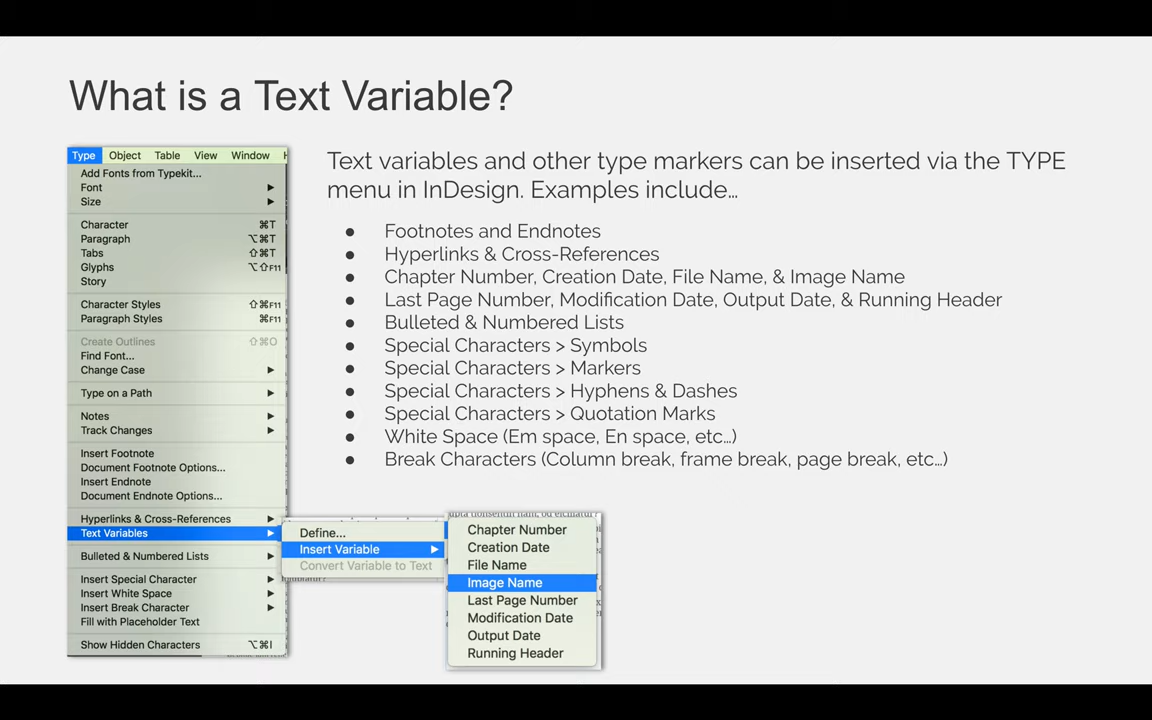 What is a Text Variable?
Type Object Table View Window
Add Fonts from Typekit...
Font ▶
Size ▶
Character ⌘T
Paragraph ⌥⌘T
Tabs ⇧⌘T
Glyphs ⌥⇧F11
Story
Character Styles ⇧⌘F11
Paragraph Styles ⌘F11
Create Outlines ⇧⌘O
Find Font...
Change Case ▶
Type on a Path ▶
Notes ▶
Track Changes ▶
Insert Footnote
Document Footnote Options...
Insert Endnote
Document Endnote Options...
Hyperlinks & Cross-References ▶
Text Variables ▶
Bulleted & Numbered Lists ▶
Insert Special Character ▶
Insert White Space ▶
Insert Break Character ▶
Fill with Placeholder Text
Show Hidden Characters ⌥⌘I
Define...
Insert Variable ▶
Convert Variable to Text
Chapter Number
Creation Date
File Name
Image Name
Last Page Number
Modification Date
Output Date
Running Header
Text variables and other type markers can be inserted via the TYPE
menu in InDesign. Examples include…
● Footnotes and Endnotes
● Hyperlinks & Cross-References
● Chapter Number, Creation Date, File Name, & Image Name
● Last Page Number, Modification Date, Output Date, & Running Header
● Bulleted & Numbered Lists
● Special Characters > Symbols
● Special Characters > Markers
● Special Characters > Hyphens & Dashes
● Special Characters > Quotation Marks
● White Space (Em space, En space, etc…)
● Break Characters (Column break, frame break, page break, etc…)